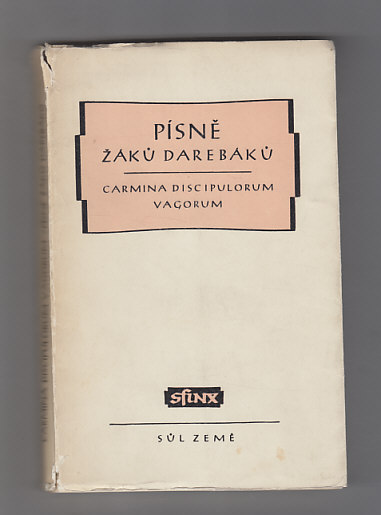 PÍSNĚ
ŽÁKŮ DAREBÁKŮ
CARMINA DISCIPULORUM
VAGORUM
sfinx
SŮL ZEMĚ